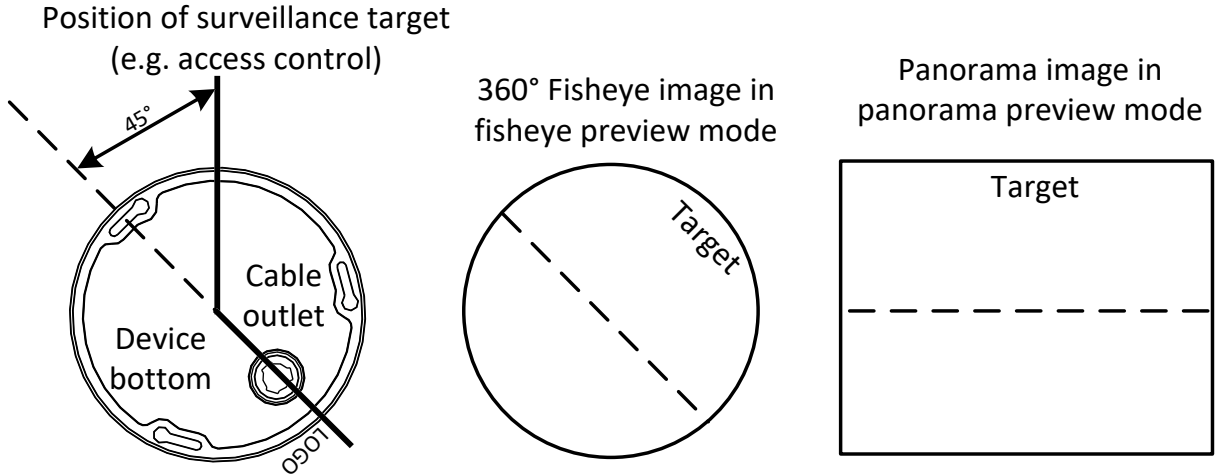 Position of surveillance target
(e.g. access control)
45°
Cable
outlet
Device
bottom
LOGO
360° Fisheye image in
fisheye preview mode
Target
Panorama image in
panorama preview mode
Target